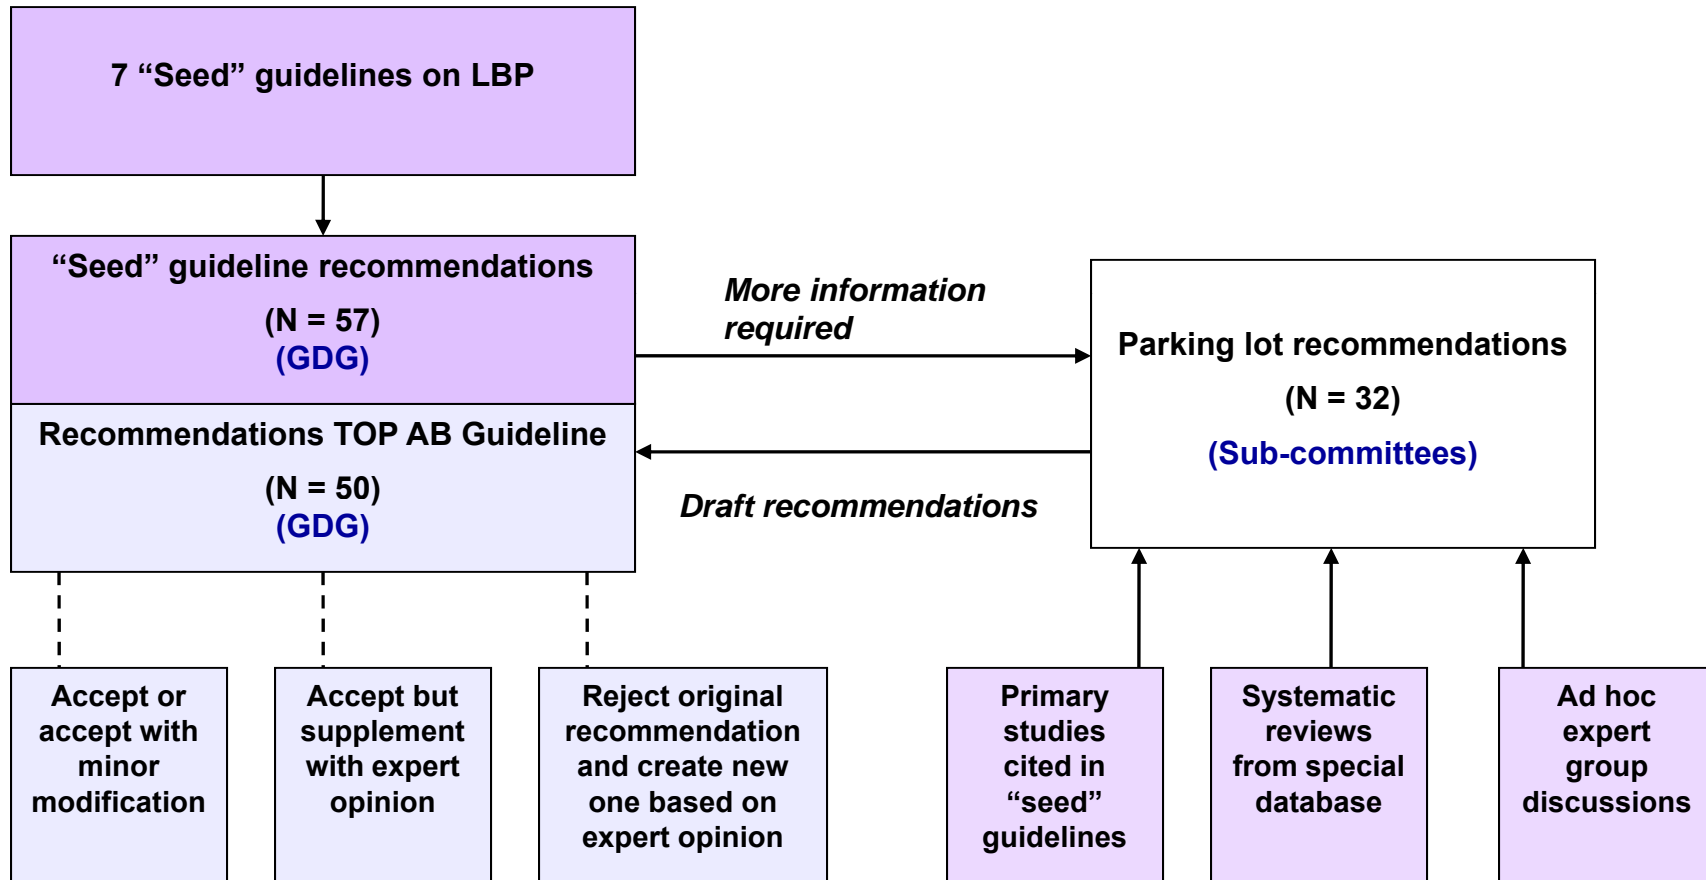 7 “Seed” guidelines on LBP
“Seed” guideline recommendations
(N = 57)
(GDG)
More information
required
Parking lot recommendations
(N = 32)
(Sub-committees)
Recommendations TOP AB Guideline
(N = 50)
(GDG)
Draft recommendations
Accept or
accept with
minor
modification
Accept but
supplement
with expert
opinion
Reject original
recommendation
and create new
one based on
expert opinion
Primary
studies
cited in
“seed”
guidelines
Systematic
reviews
from special
database
Ad hoc
expert
group
discussions